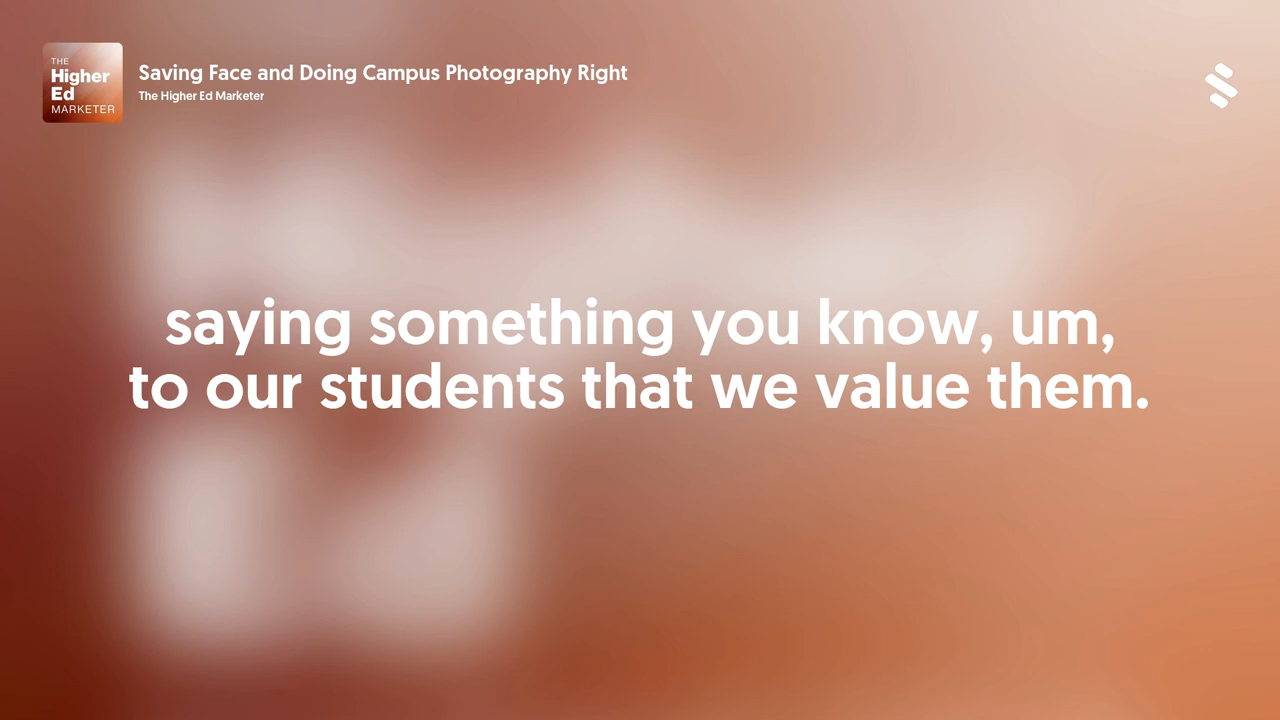 THE
Higher
Ed
MARKETER
Saving Face and Doing Campus Photography Right
The Higher Ed Marketer
saying something you know, um,
to our students that we value them.